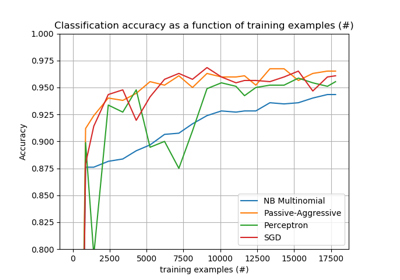 Classification accuracy as a function of training examples (#)
1.000
0.975
0.950
0.925
0.900
0.875
0.850
0.825
0.800
Accuracy
NB Multinomial
Passive-Aggressive
Perceptron
SGD
0 2500 5000 7500 10000 12500 15000 17500
training examples (#)